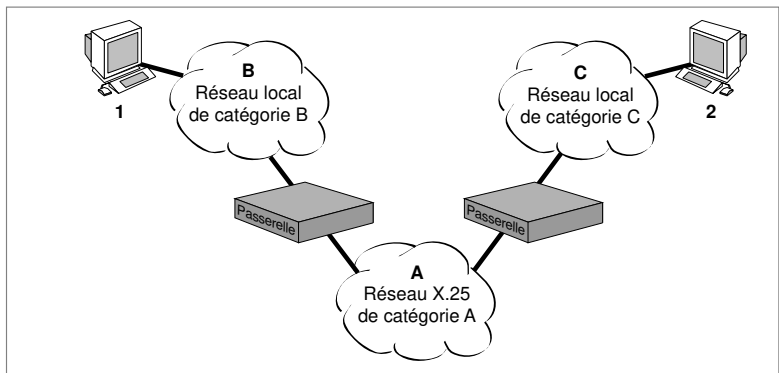 B
Réseau local
de catégorie B
1
C
Réseau local
de catégorie C
2
Passerelle
Passerelle
A
Réseau X.25
de catégorie A